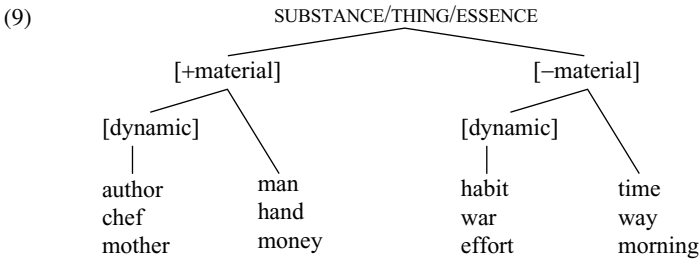 (9) SUBSTANCE/THING/ESSENCE
[+material] [−material]
[dynamic] [dynamic]
author man habit time
chef hand war way
mother money effort morning